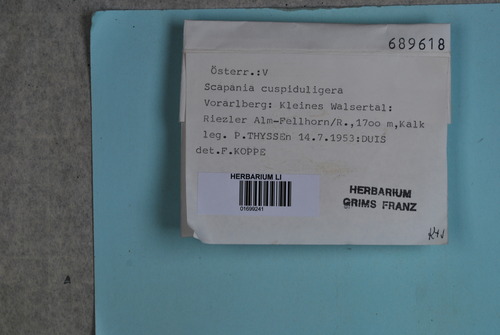 689618
Österr.:V
Scapania cuspiduligera
Vorarlberg: Kleines Walsertal:
Riezler Alm-Fellhorn/R.,17oo m,Kalk
leg. P.THYSSEn 14.7.1953:DUIS
det.F.KOPPE
HERBARIUM LI
01699241
HERBARIUM
GRIMS FRANZ